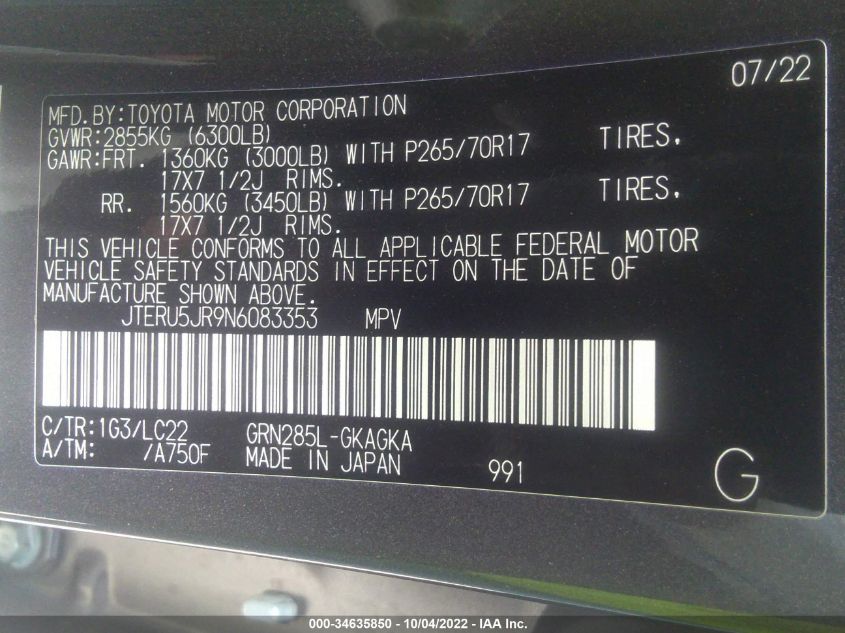 07/22
MFD.BY:TOYOTA MOTOR CORPORATION
GVWR:2855KG (6300LB)
GAWR:FRT. 1360KG (3000LB) WITH P265/70R17 TIRES,
17X7 1/2J RIMS.
RR. 1560KG (3450LB) WITH P265/70R17 TIRES,
17X7 1/2J RIMS.
THIS VEHICLE CONFORMS TO ALL APPLICABLE FEDERAL MOTOR
VEHICLE SAFETY STANDARDS IN EFFECT ON THE DATE OF
MANUFACTURE SHOWN ABOVE.
JTERU5JR9N6083353 MPV
C/TR:1G3/LC22 GRN285L-GKAGKA
A/TM: /A750F MADE IN JAPAN 991
G
000-34635850 - 10/04/2022 - IAA Inc.